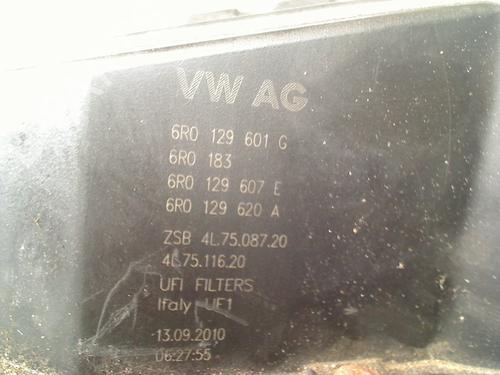 VW AG
6R0 129 601 G
6R0 183
6R0 129 607 E
6R0 129 620 A
ZSB 4L.75.087.20
4L.75.116.20
UFI FILTERS
Italy UF1
13.09.2010
06:27:55